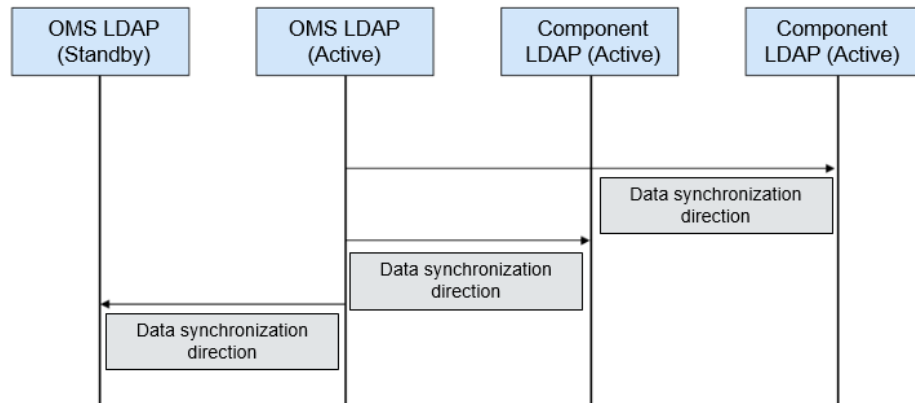 OMS LDAP
(Standby)
OMS LDAP
(Active)
Component
LDAP (Active)
Component
LDAP (Active)
Data synchronization
direction
Data synchronization
direction
Data synchronization
direction